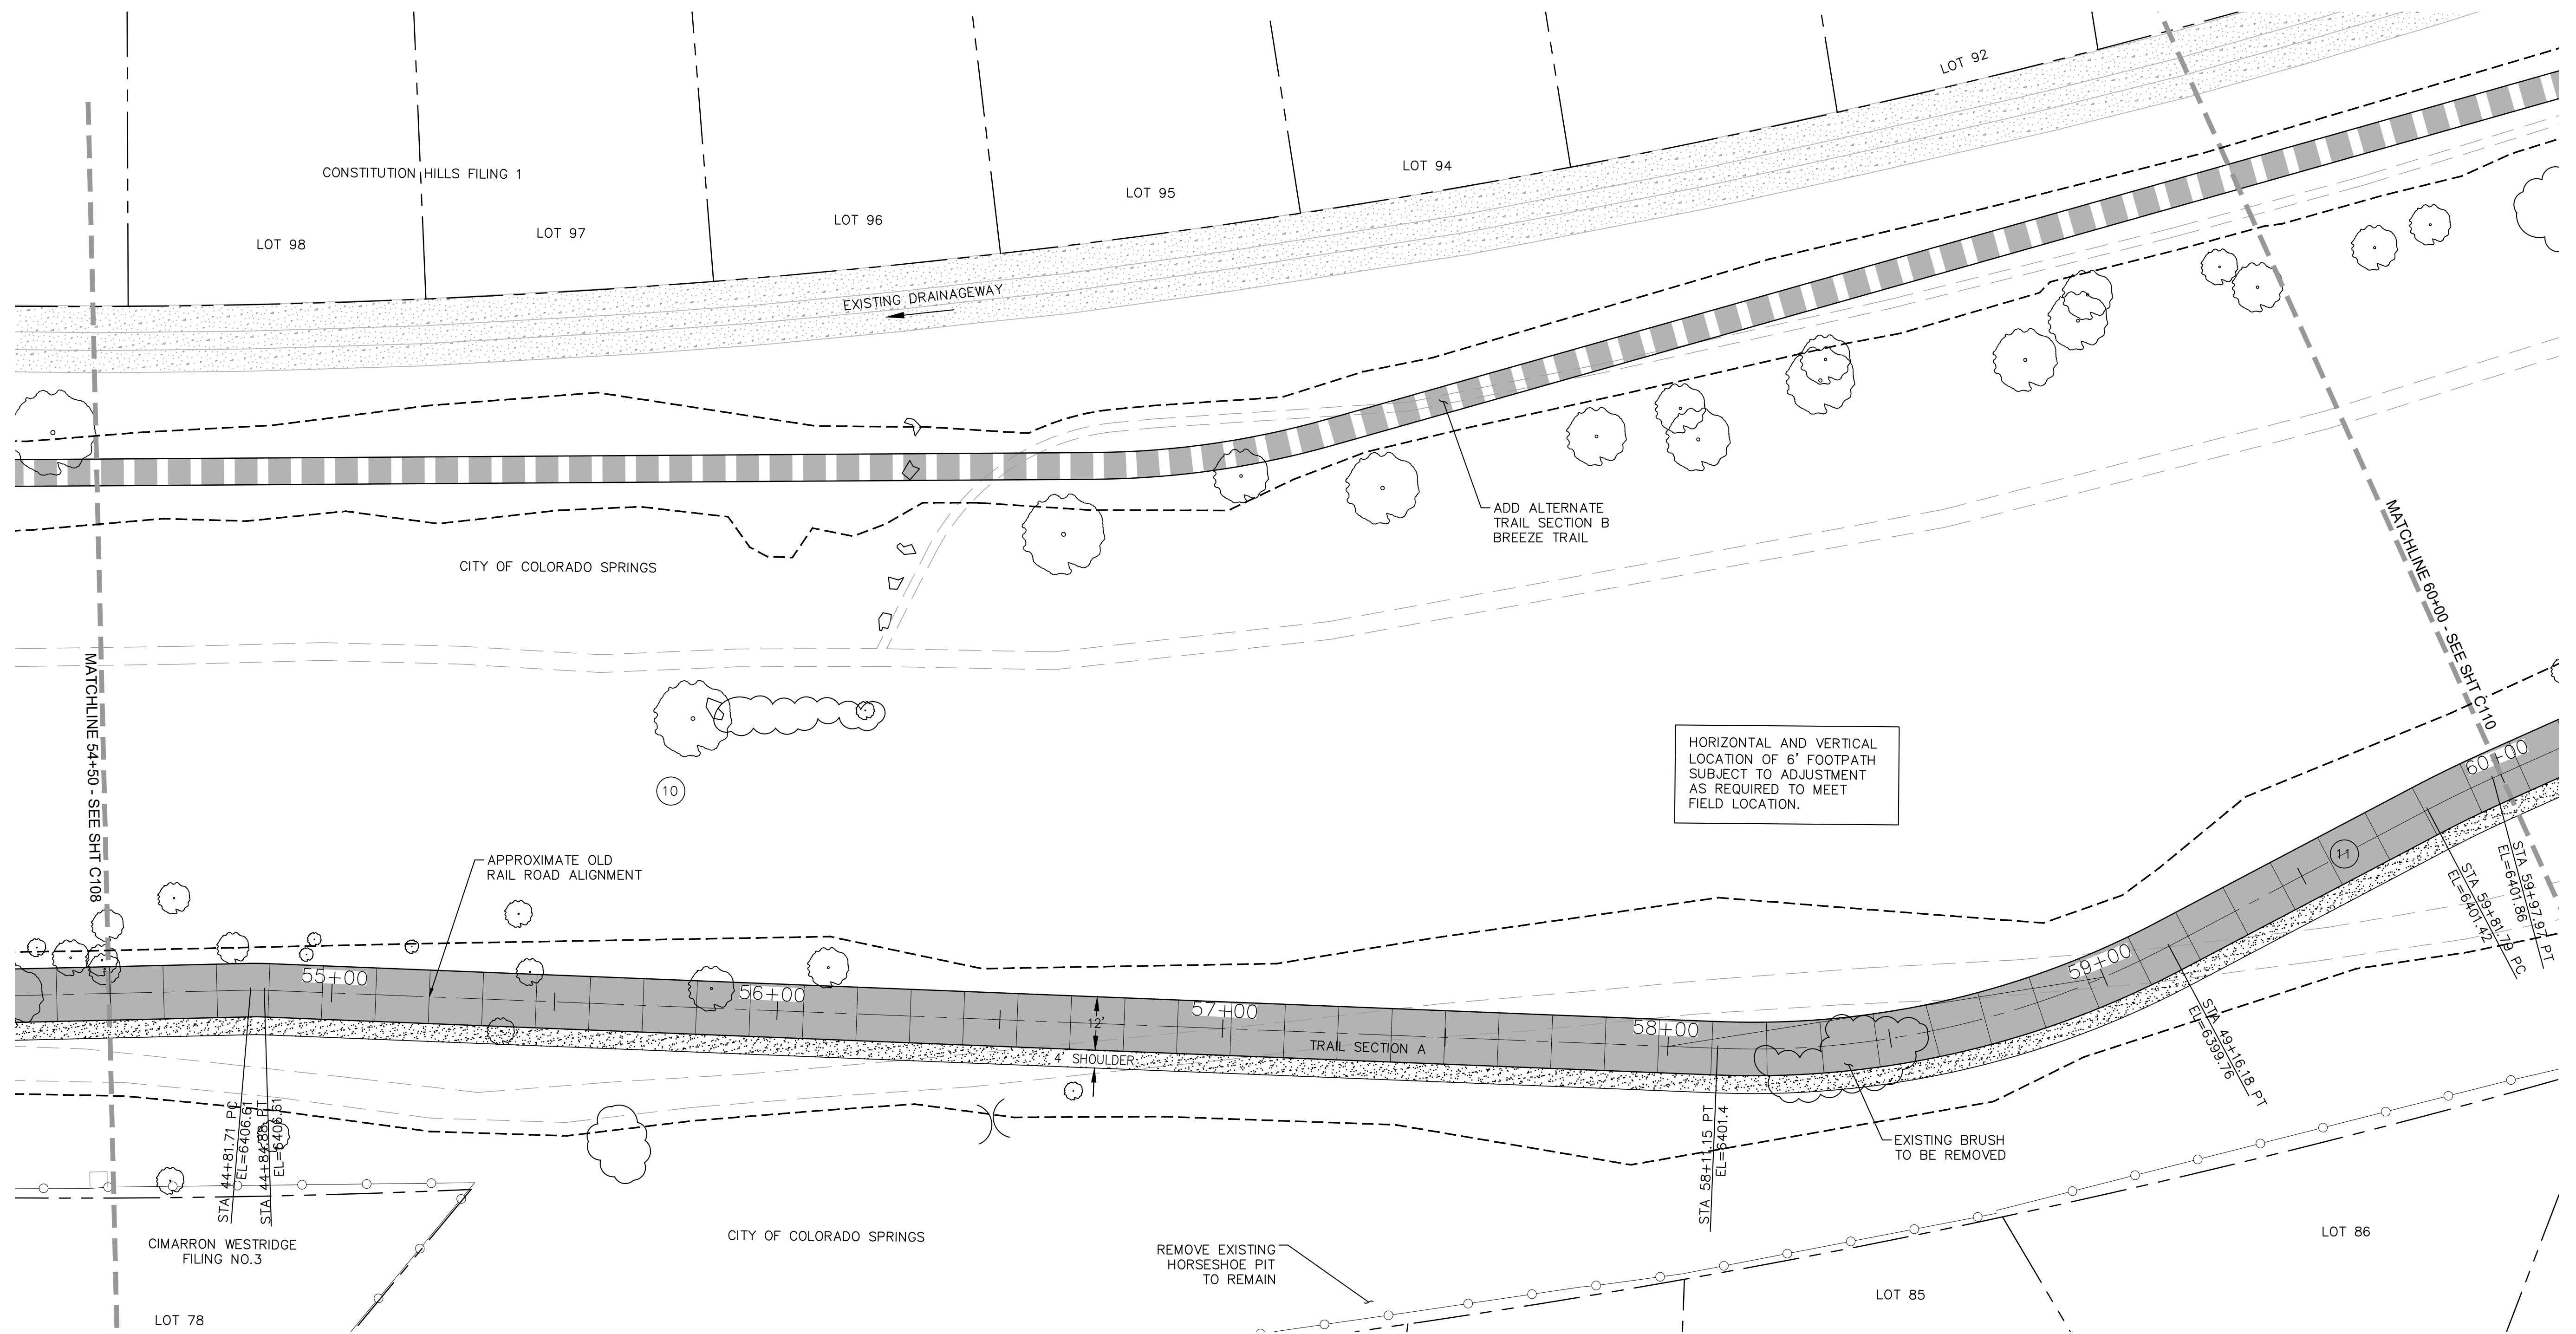 LOT 92
LOT 94
CONSTITUTION HILLS FILING 1
LOT 95
LOT 96
LOT 97
LOT 98
EXISTING DRAINAGEWAY
ADD ALTERNATE
TRAIL SECTION B
BREEZE TRAIL
CITY OF COLORADO SPRINGS
MATCHLINE 60+00 - SEE SHT C110
MATCHLINE 54+50 - SEE SHT C108
HORIZONTAL AND VERTICAL
LOCATION OF 6' FOOTPATH
SUBJECT TO ADJUSTMENT
AS REQUIRED TO MEET
FIELD LOCATION.
10
11
APPROXIMATE OLD
RAIL ROAD ALIGNMENT
55+00
56+00
57+00
58+00
59+00
60+00
12'
4' SHOULDER
TRAIL SECTION A
STA 59+97.97 PT
EL=6401.86
STA 59+81.79 PC
EL=6401.42
STA 49+16.18 PT
EL=6399.76
STA 58+11.15 PT
EL=6401.4
STA 44+81.71 PC
EL=6406.61
STA 44+84.88 PT
EL=6406.61
EXISTING BRUSH
TO BE REMOVED
CIMARRON WESTRIDGE
FILING NO.3
CITY OF COLORADO SPRINGS
REMOVE EXISTING
HORSESHOE PIT
TO REMAIN
LOT 86
LOT 85
LOT 78